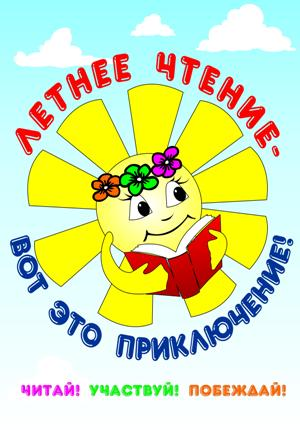 ЛЕТНЕЕ ЧТЕНИЕ-
ВОТ ЭТО ПРИКЛЮЧЕНИЕ!
ЧИТАЙ! УЧАСТВУЙ! ПОБЕЖДАЙ!